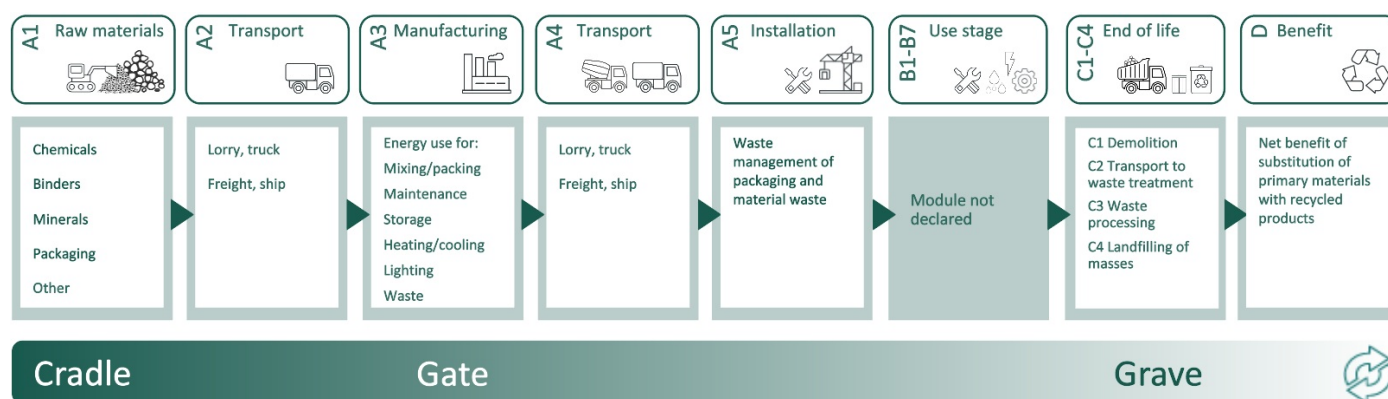 A1 Raw materials
A2 Transport
A3 Manufacturing
A4 Transport
A5 Installation
B1-B7 Use stage
C1-C4 End of life
D Benefit
Chemicals
Binders
Minerals
Packaging
Other
Lorry, truck
Freight, ship
Energy use for:
Mixing/packing
Maintenance
Storage
Heating/cooling
Lighting
Waste
Lorry, truck
Freight, ship
Waste
management of
packaging and
material waste
Module not
declared
C1 Demolition
C2 Transport to
waste treatment
C3 Waste
processing
C4 Landfilling of
masses
Net benefit of
substitution of
primary materials
with recycled
products
Cradle
Gate
Grave